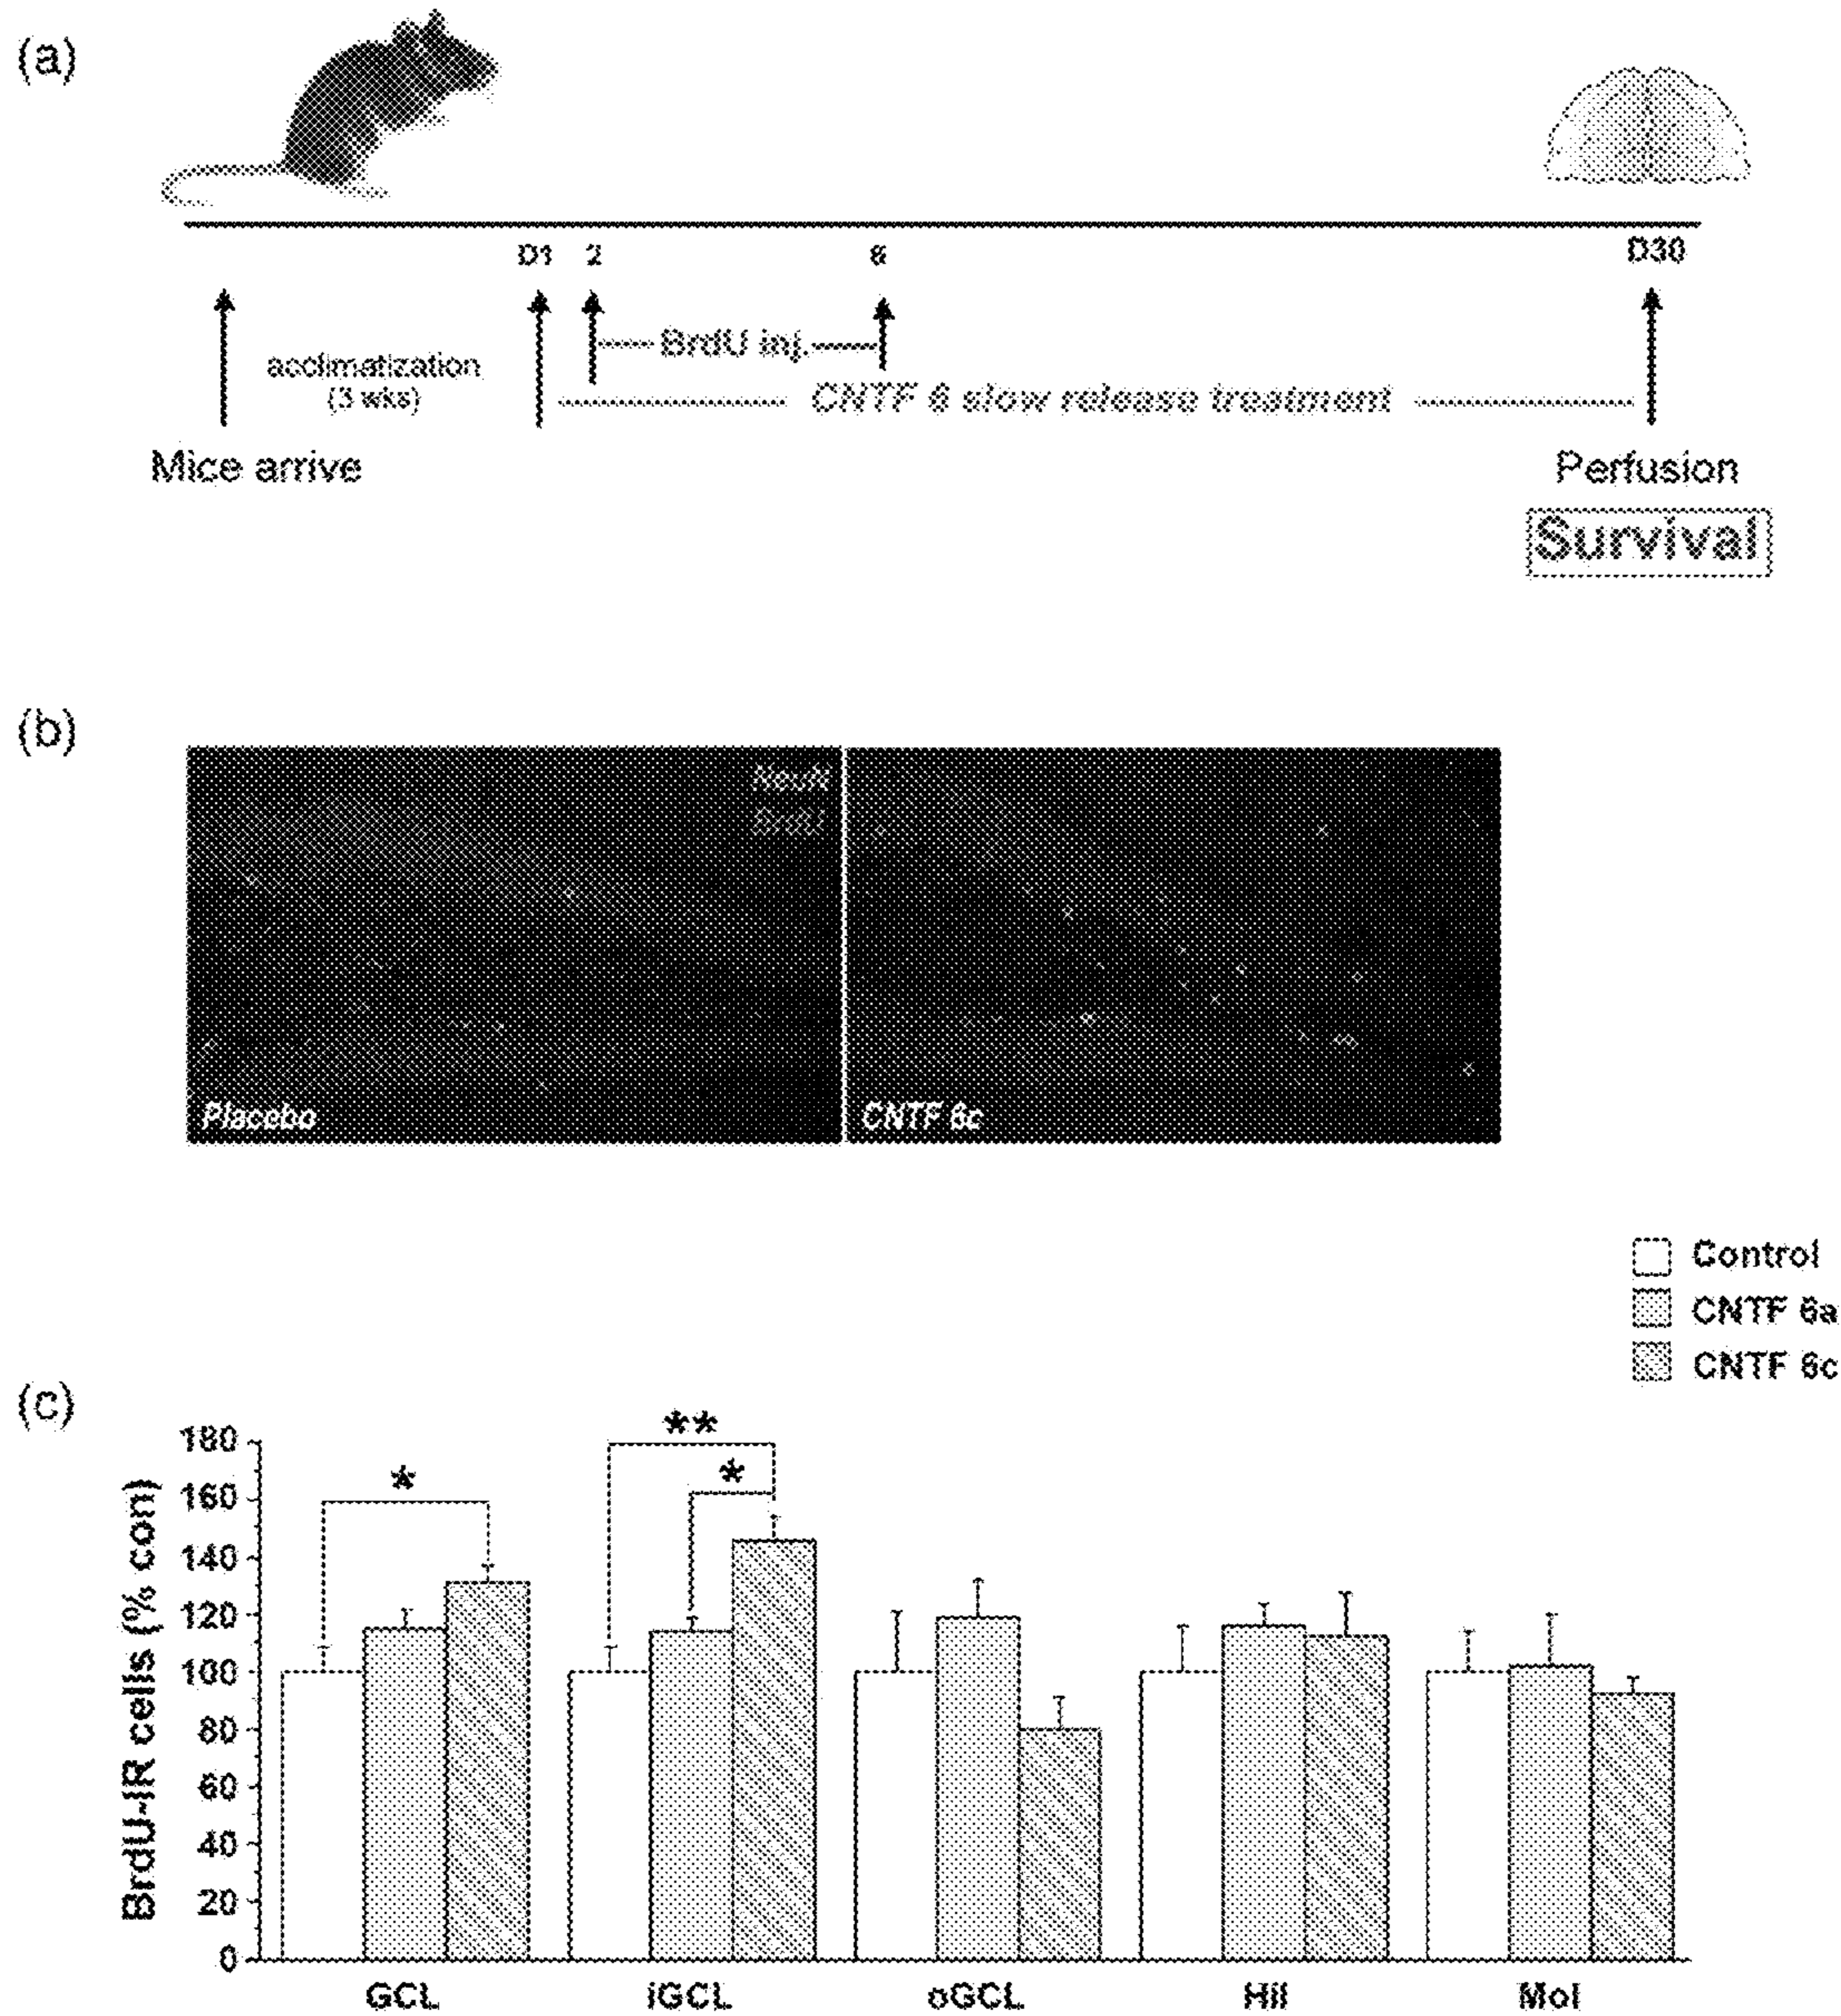 (a)
D1 2 6 D30
BrdU inj.
acclimatization
(3 wks)
CNTF 6 slow release treatment
Mice arrive
Perfusion
Survival
(b)
NeuN
BrdU
Placebo
CNTF 6c
Control
CNTF 6a
CNTF 6c
(c)
BrdU-IR cells (% con)
180
160
140
120
100
80
60
40
20
0
**
*
*
GCL iGCL oGCL Hil Mol